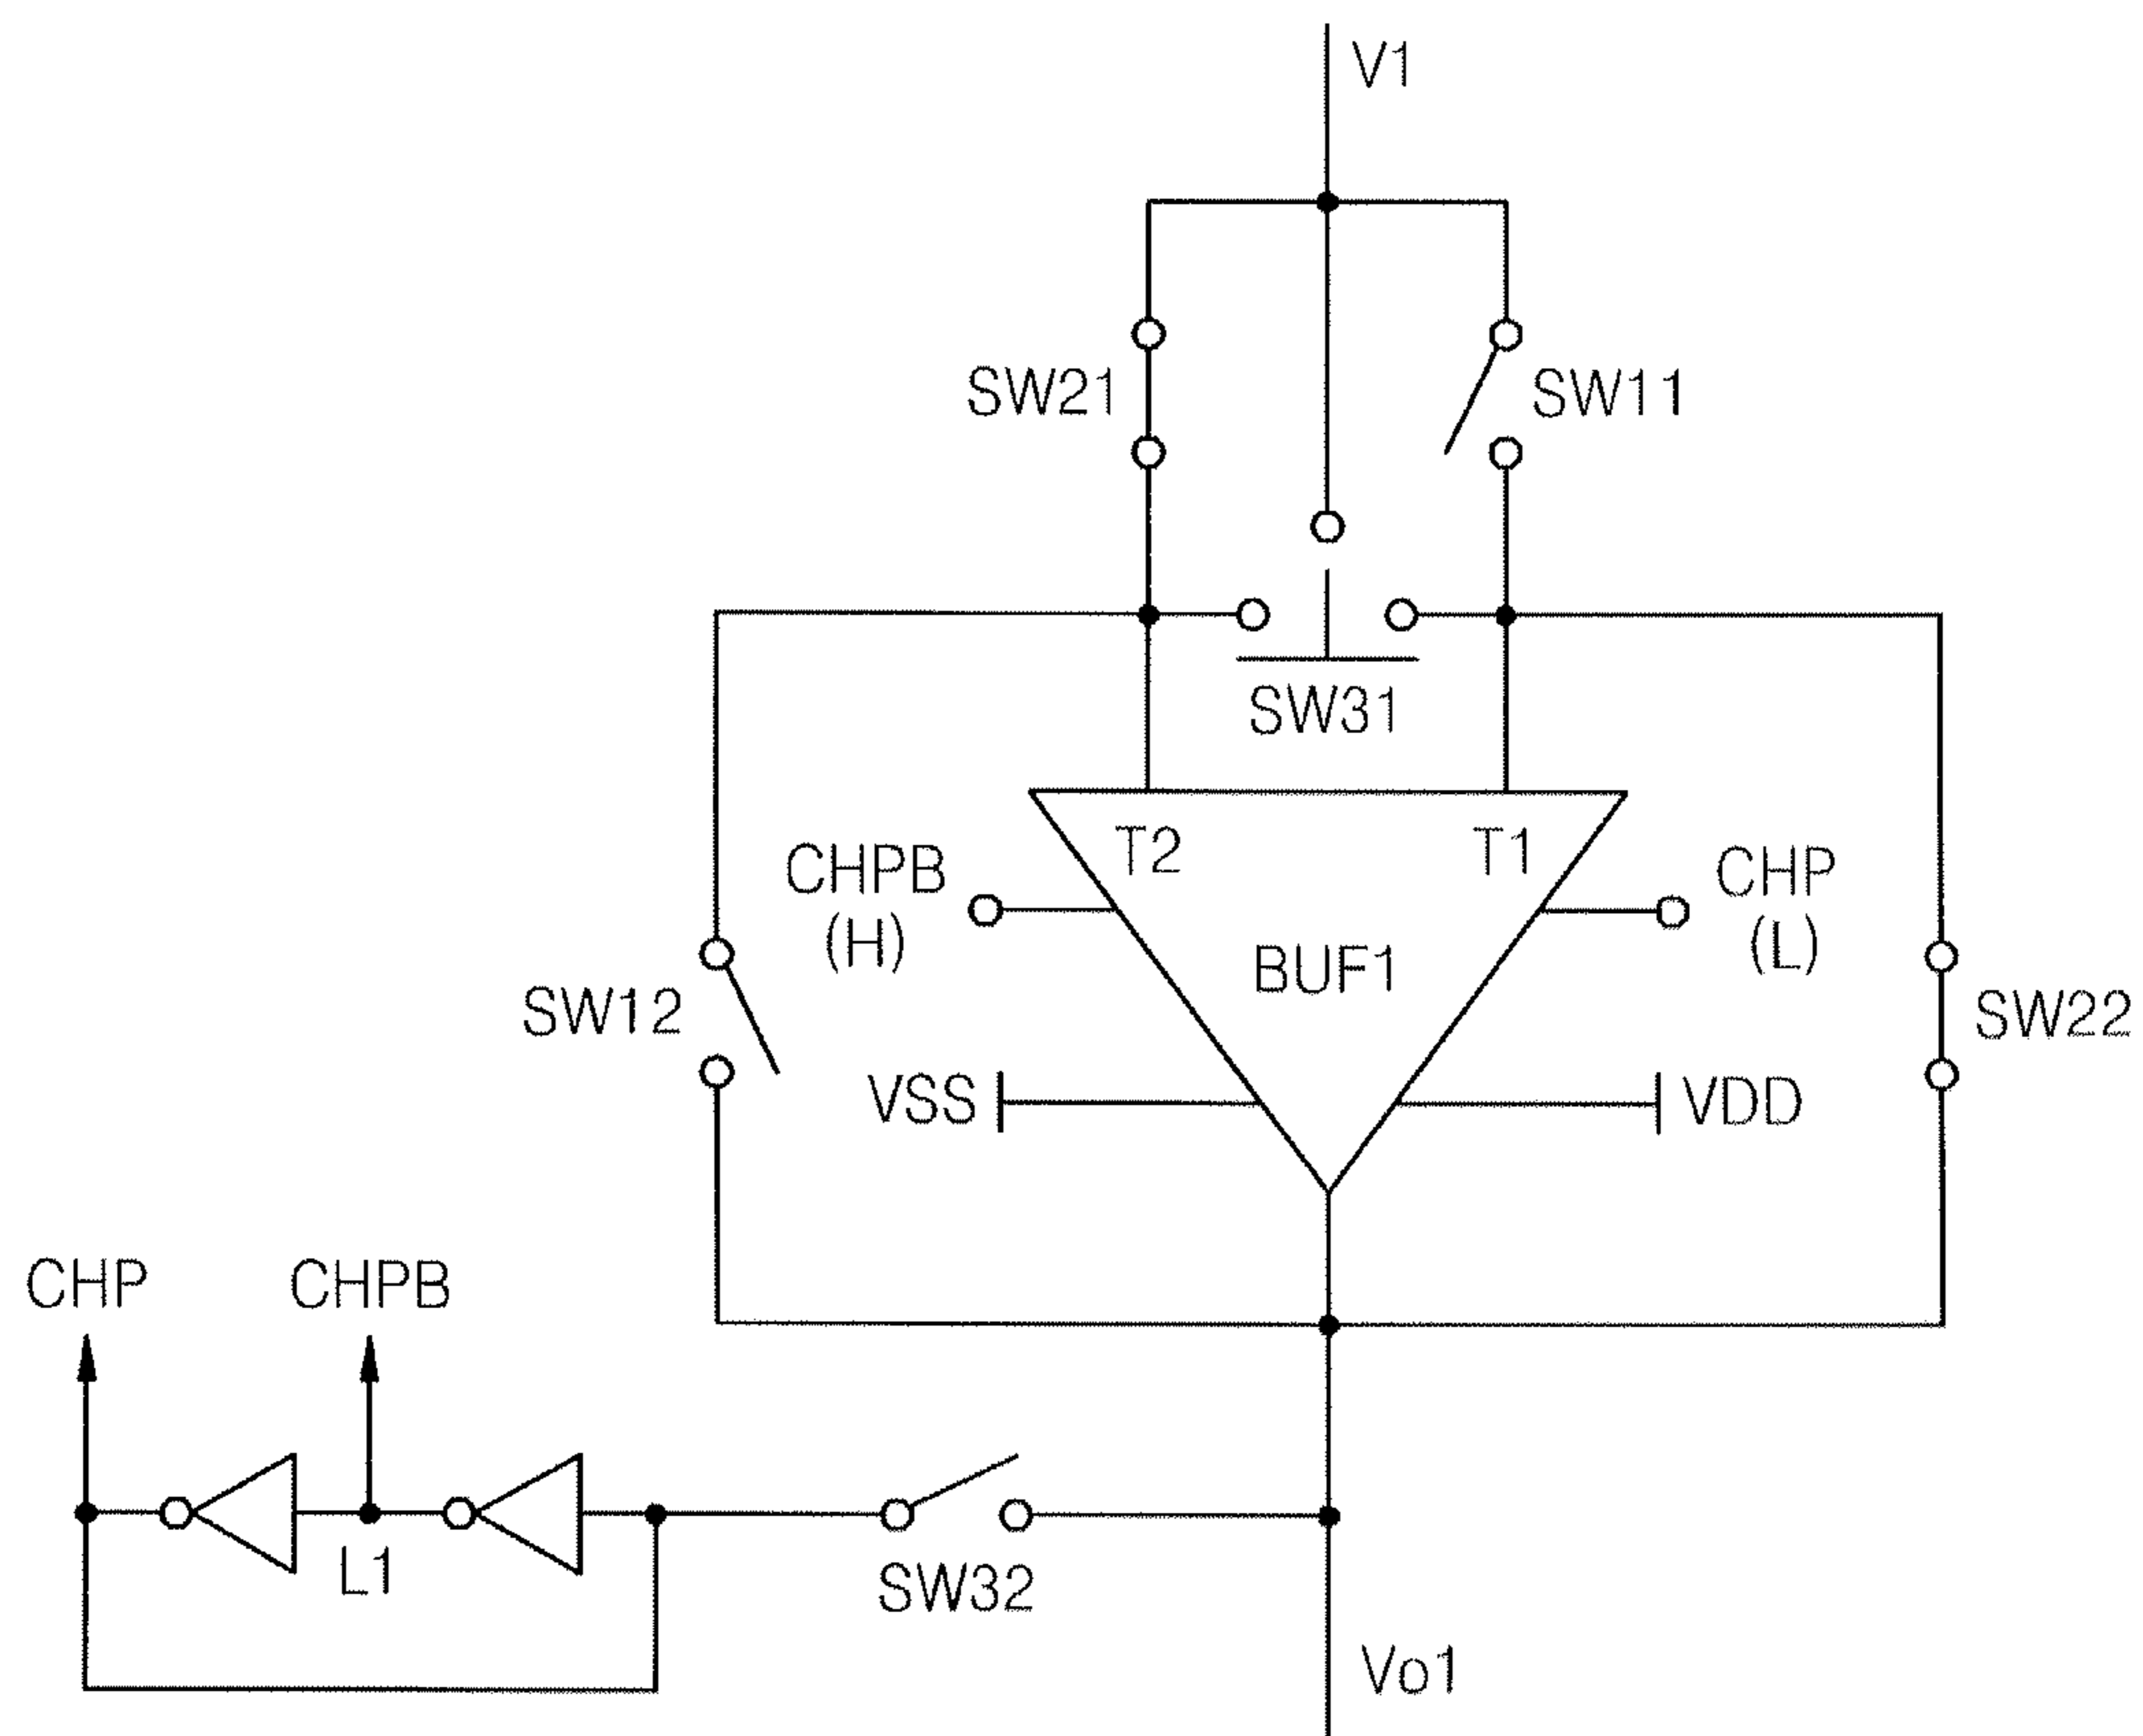 V1
SW21
SW11
SW31
T2
T1
CHPB
(H)
CHP
(L)
BUF1
SW12
SW22
VSS
VDD
CHP
CHPB
L1
SW32
Vo1